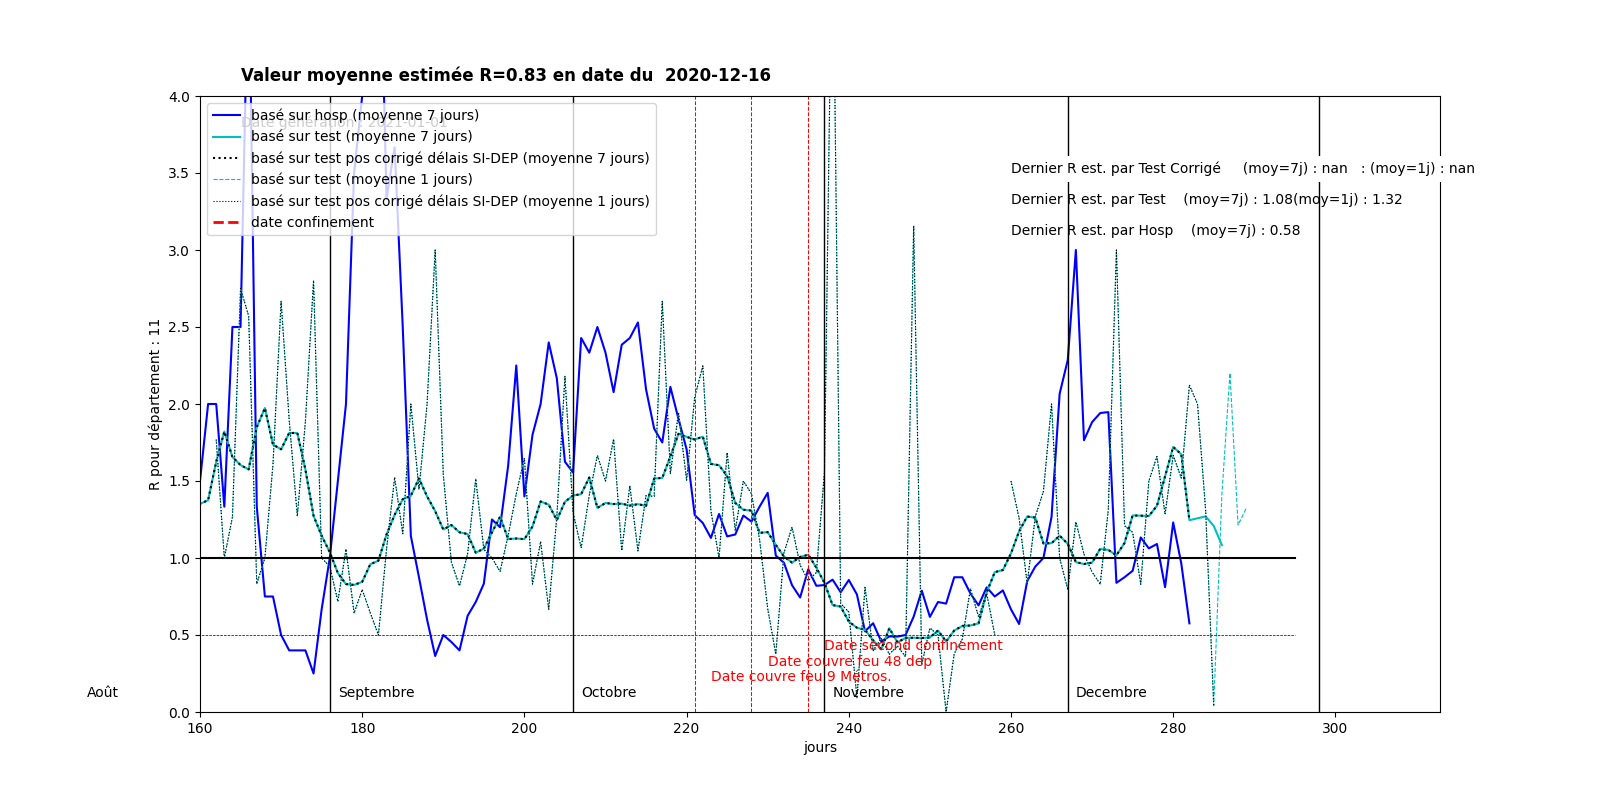 Valeur moyenne estimée R=0.83 en date du  2020-12-16
4.0
3.5
3.0
2.5
2.0
1.5
1.0
0.5
0.0
R pour département : 11
basé sur hosp (moyenne 7 jours)
Date génération : 2021-01-01
basé sur test (moyenne 7 jours)
basé sur test pos corrigé délais SI-DEP (moyenne 7 jours)
basé sur test (moyenne 1 jours)
basé sur test pos corrigé délais SI-DEP (moyenne 1 jours)
date confinement
Dernier R est. par Test Corrigé     (moy=7j) : nan   : (moy=1j) : nan
Dernier R est. par Test    (moy=7j) : 1.08(moy=1j) : 1.32
Dernier R est. par Hosp    (moy=7j) : 0.58
Date second confinement
Date couvre feu 48 dep
Date couvre feu 9 Métros.
Août
Septembre
Octobre
Novembre
Decembre
160
180
200
220
240
260
280
300
jours